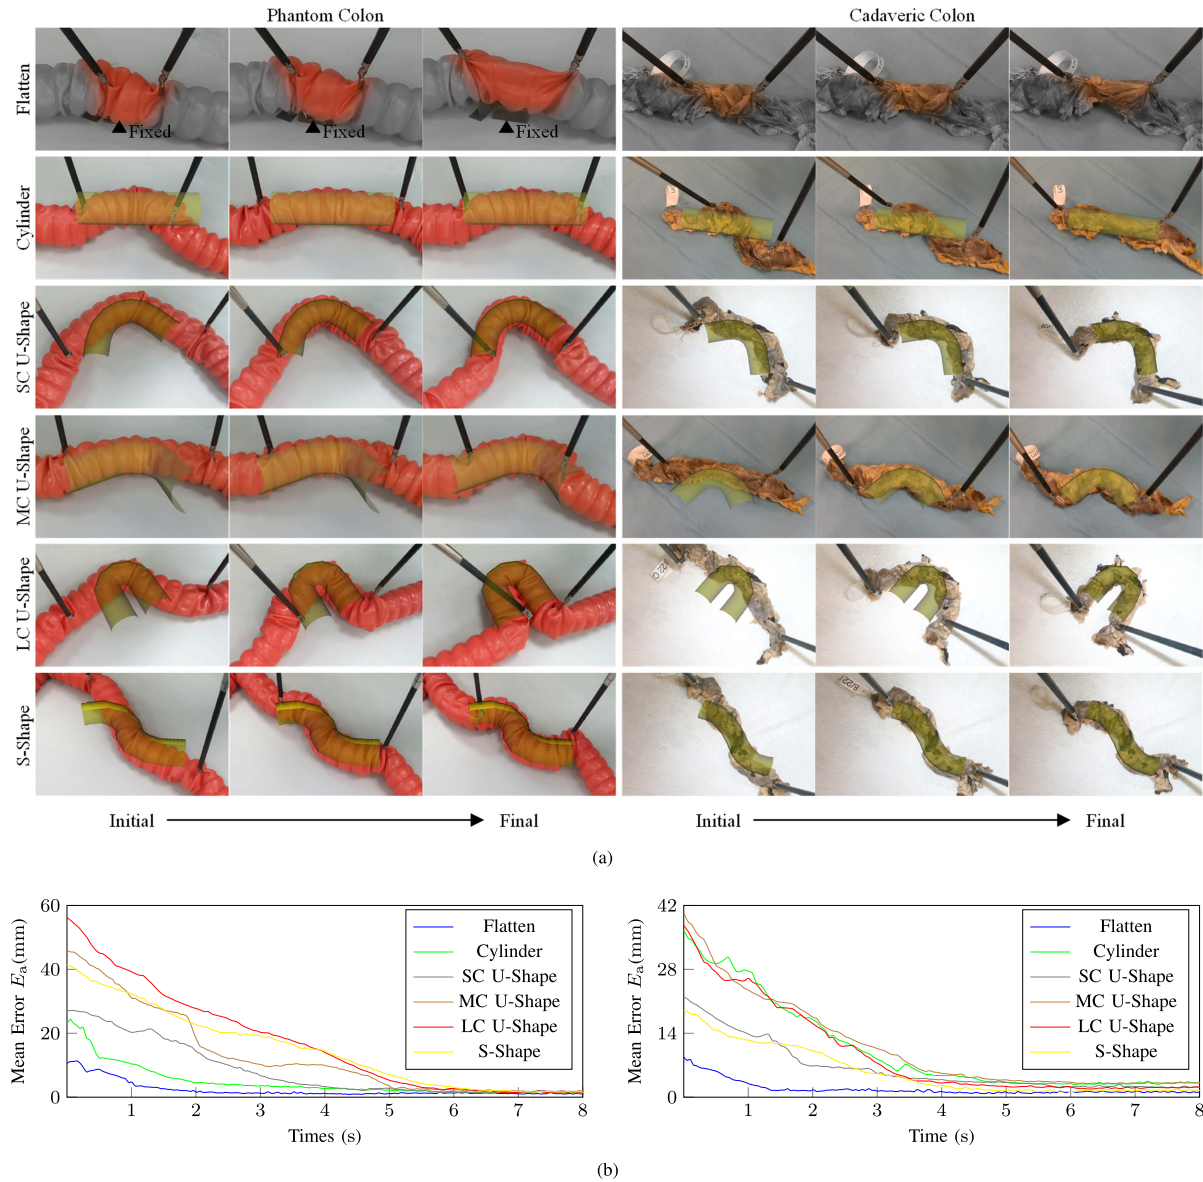 Phantom Colon
Cadaveric Colon
Flatten
Fixed
Fixed
Fixed
Cylinder
SC U-Shape
MC U-Shape
LC U-Shape
S-Shape
Initial
Final
Initial
Final
(a)
Mean Error Ea(mm)
60
40
20
0
1 2 3 4 5 6 7 8
Times (s)
Flatten
Cylinder
SC U-Shape
MC U-Shape
LC U-Shape
S-Shape
Mean Error Ea(mm)
42
28
14
0
1 2 3 4 5 6 7 8
Time (s)
Flatten
Cylinder
SC U-Shape
MC U-Shape
LC U-Shape
S-Shape
(b)